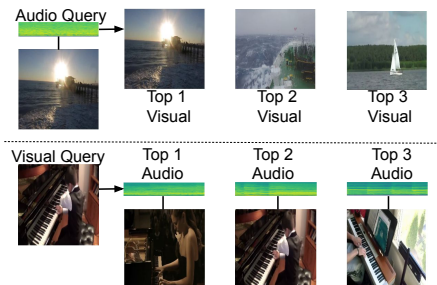 Audio Query
Top 1
Visual
Top 2
Visual
Top 3
Visual
Visual Query
Top 1
Audio
Top 2
Audio
Top 3
Audio